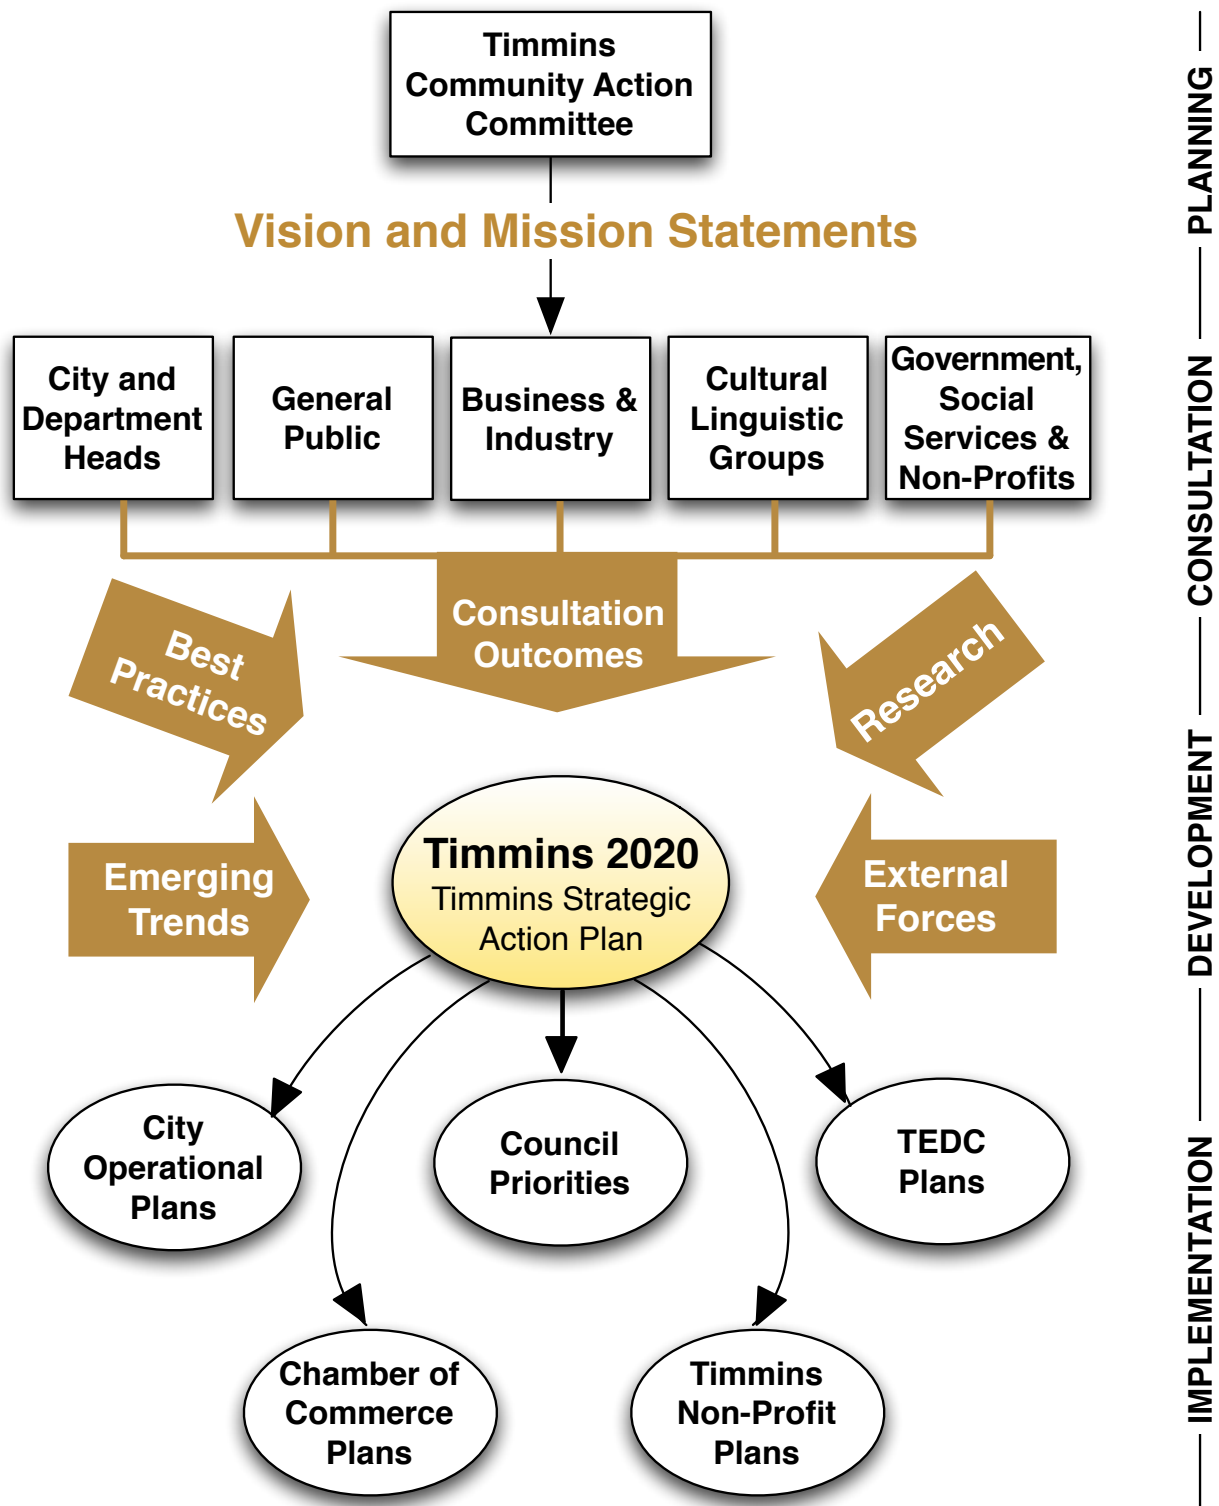 Timmins
Community Action
Committee
Vision and Mission Statements
City and
Department
Heads
General
Public
Business &
Industry
Cultural
Linguistic
Groups
Government,
Social
Services &
Non-Profits
Consultation
Outcomes
Best
Practices
Research
Emerging
Trends
Timmins 2020
Timmins Strategic
Action Plan
External
Forces
City
Operational
Plans
Council
Priorities
TEDC
Plans
Chamber of
Commerce
Plans
Timmins
Non-Profit
Plans
PLANNING
CONSULTATION
DEVELOPMENT
IMPLEMENTATION